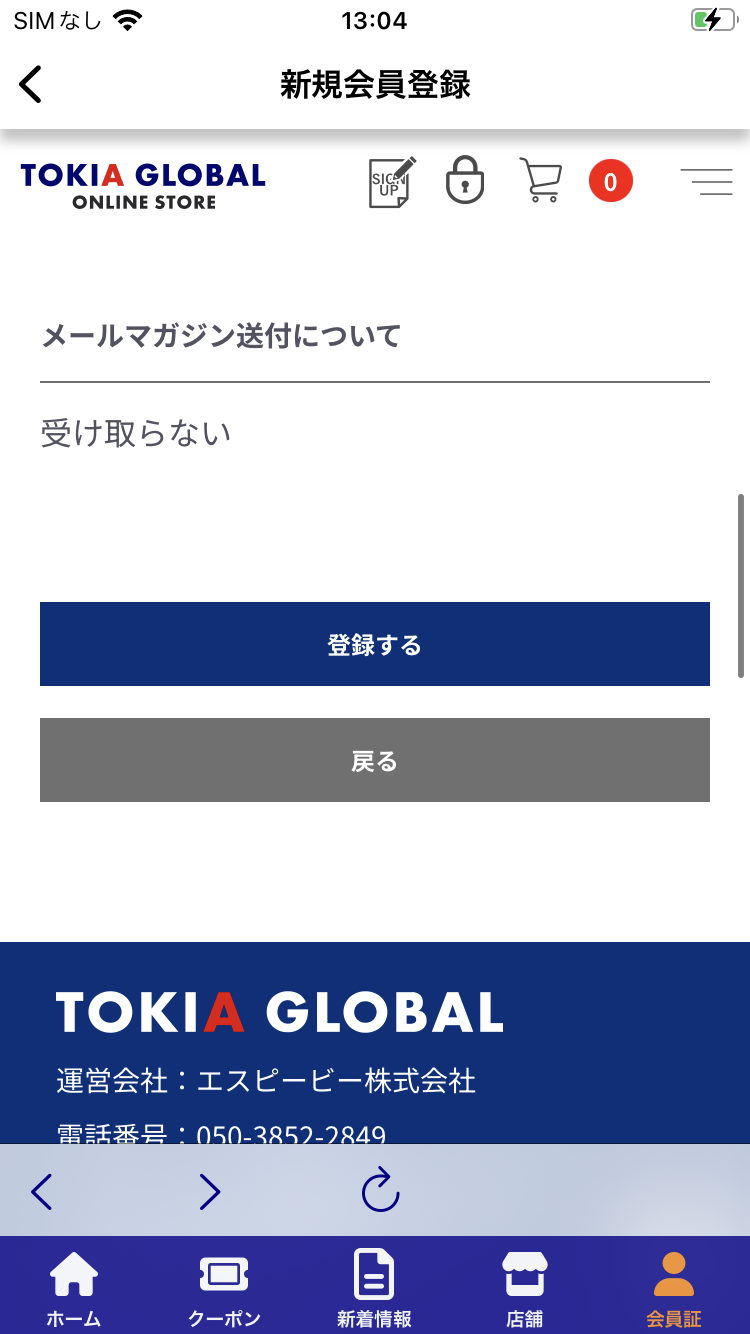 SIMなし
13:04
新規会員登録
TOKIA GLOBAL
ONLINE STORE
SIGN
UP
0
メールマガジン送付について
受け取らない
登録する
戻る
TOKIA GLOBAL
運営会社：エスピービー株式会社
電話番号：050-3852-2849
ホーム
クーポン
新着情報
店舗
会員証